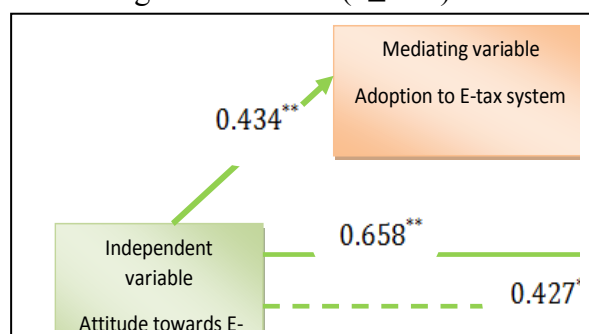 Mediating variable
Adoption to E-tax system
0.434**
0.658**
Independent
variable
0.427*
Attitude towards E-